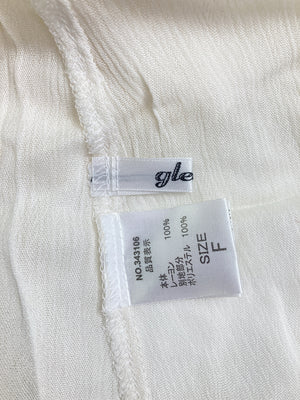 gle
NO.343106
品質表示
本体
レーヨン 100%
別地部分
ポリエステル 100%
SIZE
F